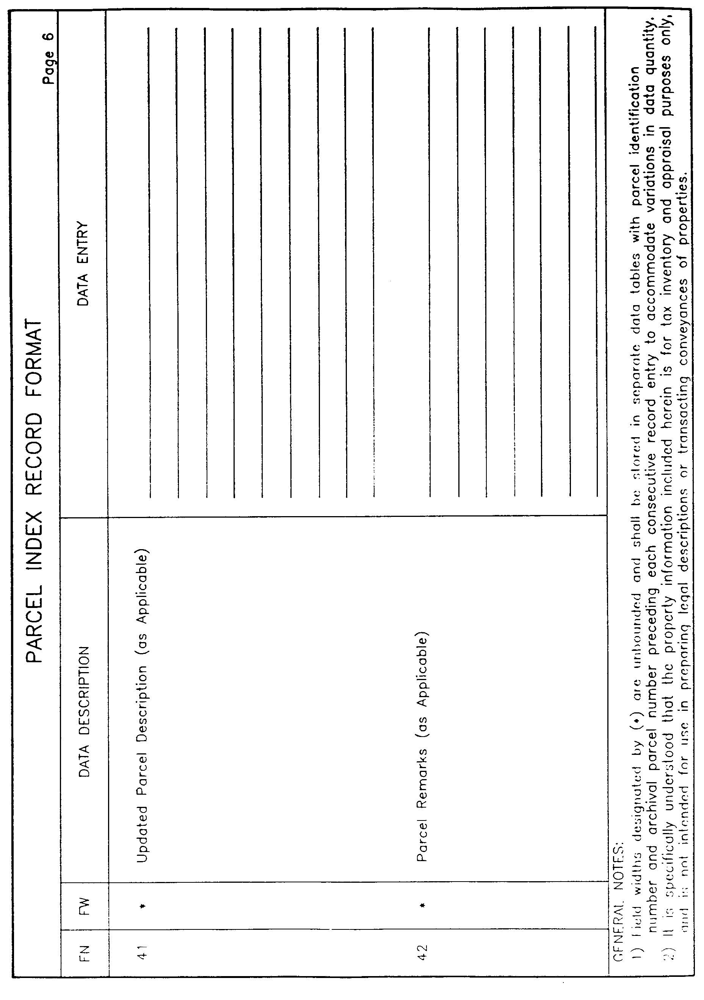 PARCEL INDEX RECORD FORMAT
Page 6
FN FW DATA DESCRIPTION DATA ENTRY
41 * Updated Parcel Description (as Applicable)
42 * Parcel Remarks (as Applicable)
GENERAL NOTES:
1) Field widths designated by (*) are unbounded and shall be stored in separate data tables with parcel identification
number and archival parcel number preceding each consecutive record entry to accommodate variations in data quantity.
2) It is specifically understood that the property information included herein is for tax inventory and appraisal purposes only,
and is not intended for use in preparing legal descriptions or transacting conveyances of properties.